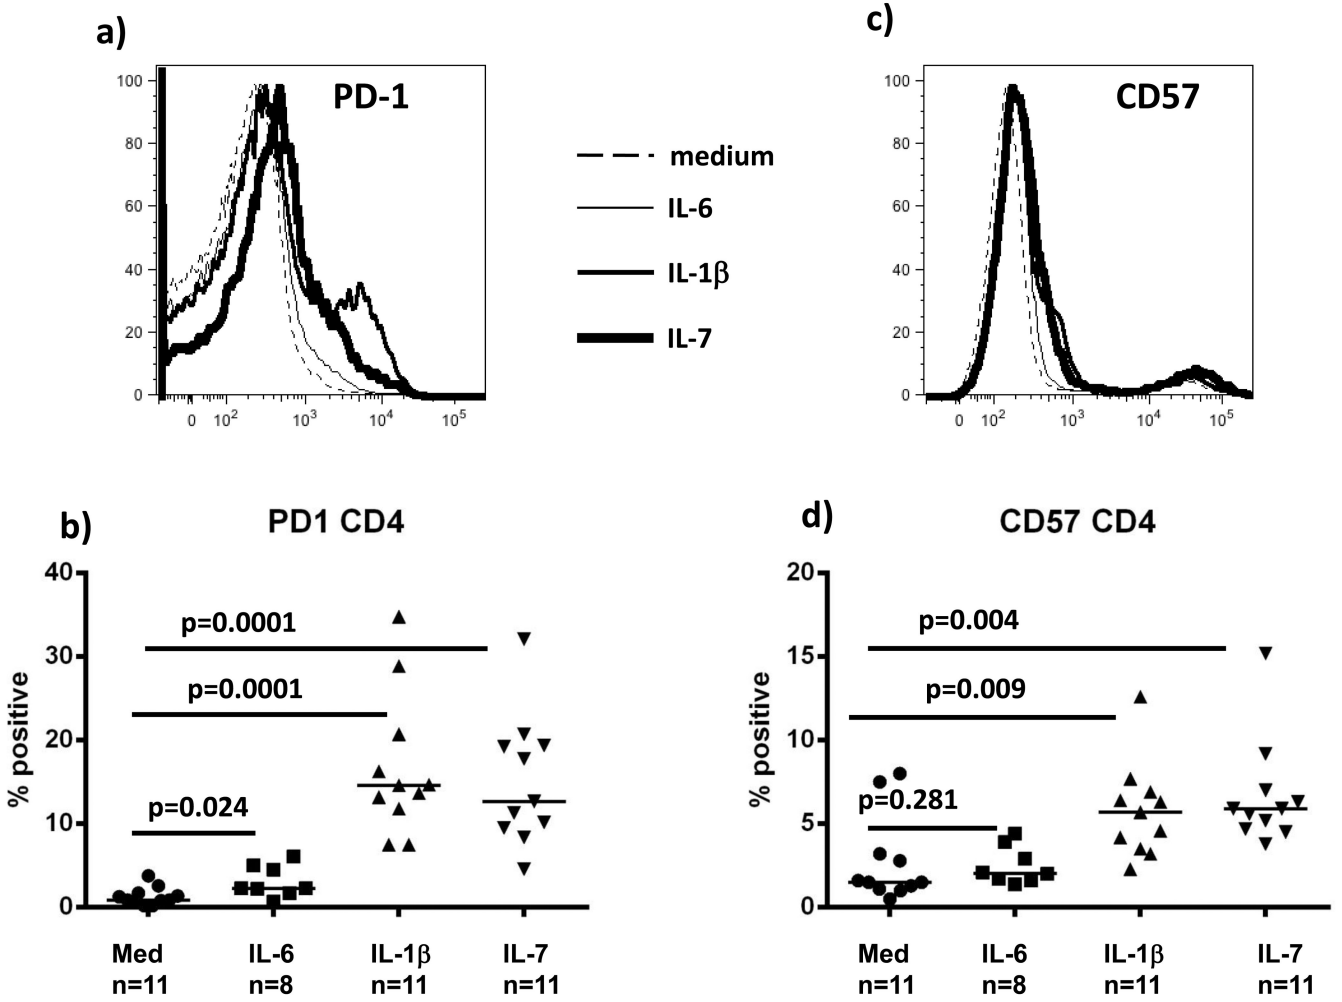 a)
PD-1
100
80
60
40
20
0
0 10² 10³ 10⁴ 10⁵
medium
IL-6
IL-1β
IL-7
c)
CD57
100
80
60
40
20
0
0 10² 10³ 10⁴ 10⁵
b)
PD1 CD4
% positive
40
30
20
10
0
p=0.0001
p=0.0001
p=0.024
Med IL-6 IL-1β IL-7
n=11 n=8 n=11 n=11
d)
CD57 CD4
% positive
20
15
10
5
0
p=0.004
p=0.009
p=0.281
Med IL-6 IL-1β IL-7
n=11 n=8 n=11 n=11